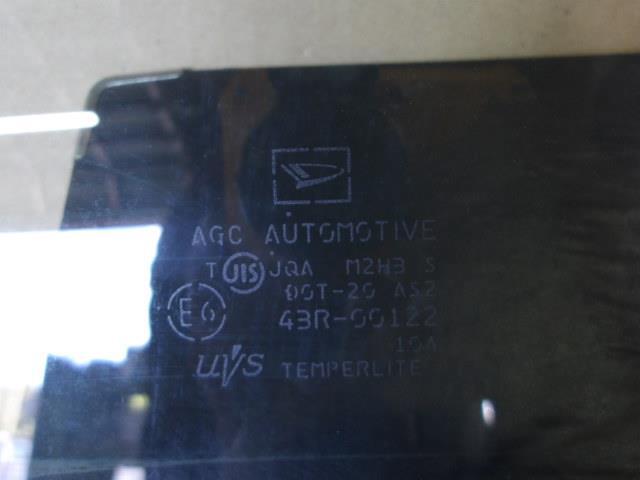 AGC AUTOMOTIVE
T JIS JQA M2H3 S
DOT-20 AS2
E6 43R-00122
10A
UVS TEMPERLITE